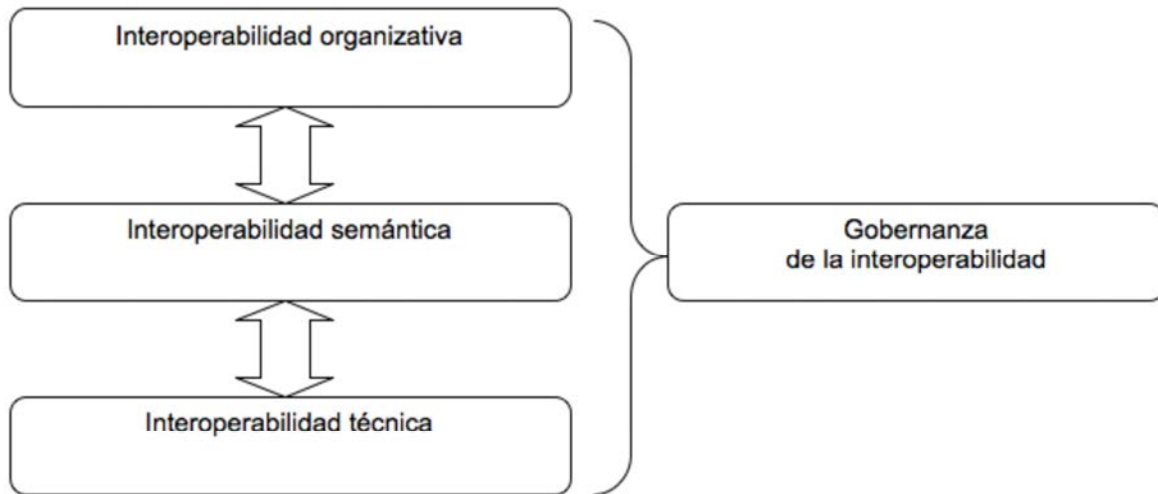 Interoperabilidad organizativa
Interoperabilidad semántica
Gobernanza
de la interoperabilidad
Interoperabilidad técnica